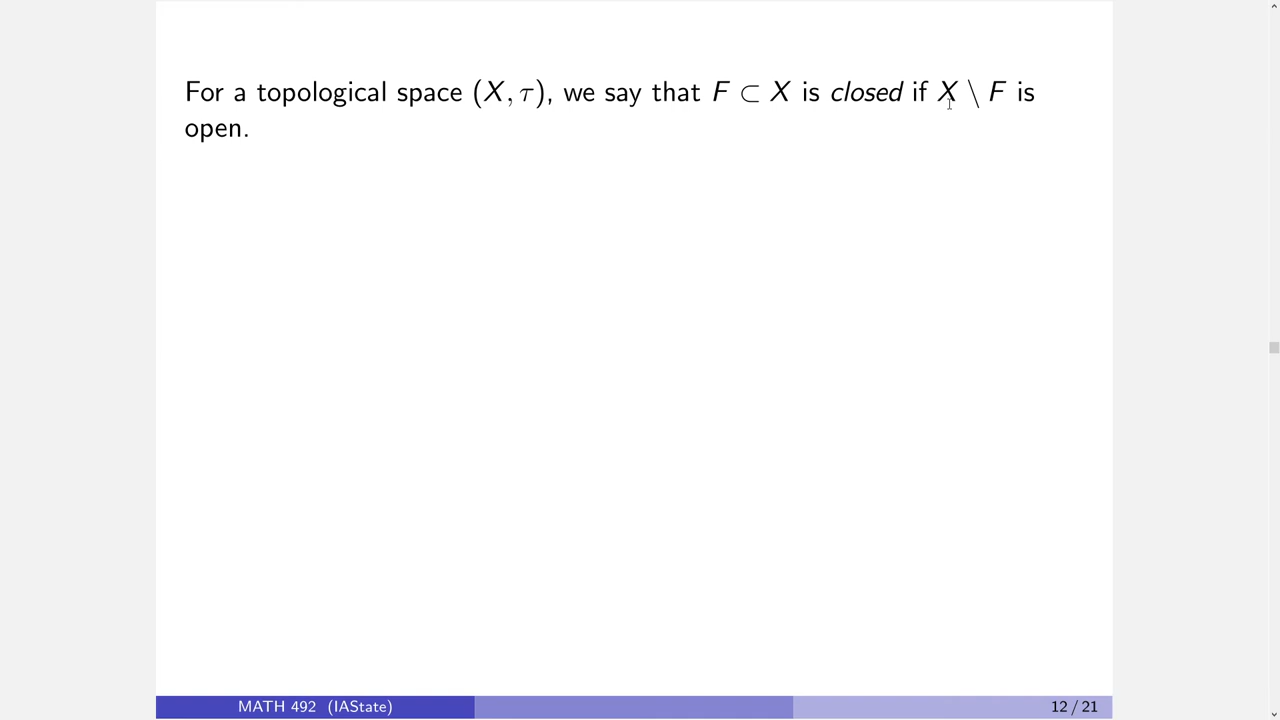 For a topological space (X, τ), we say that F ⊂ X is closed if X \ F is
open.
MATH 492 (IAState)
12 / 21